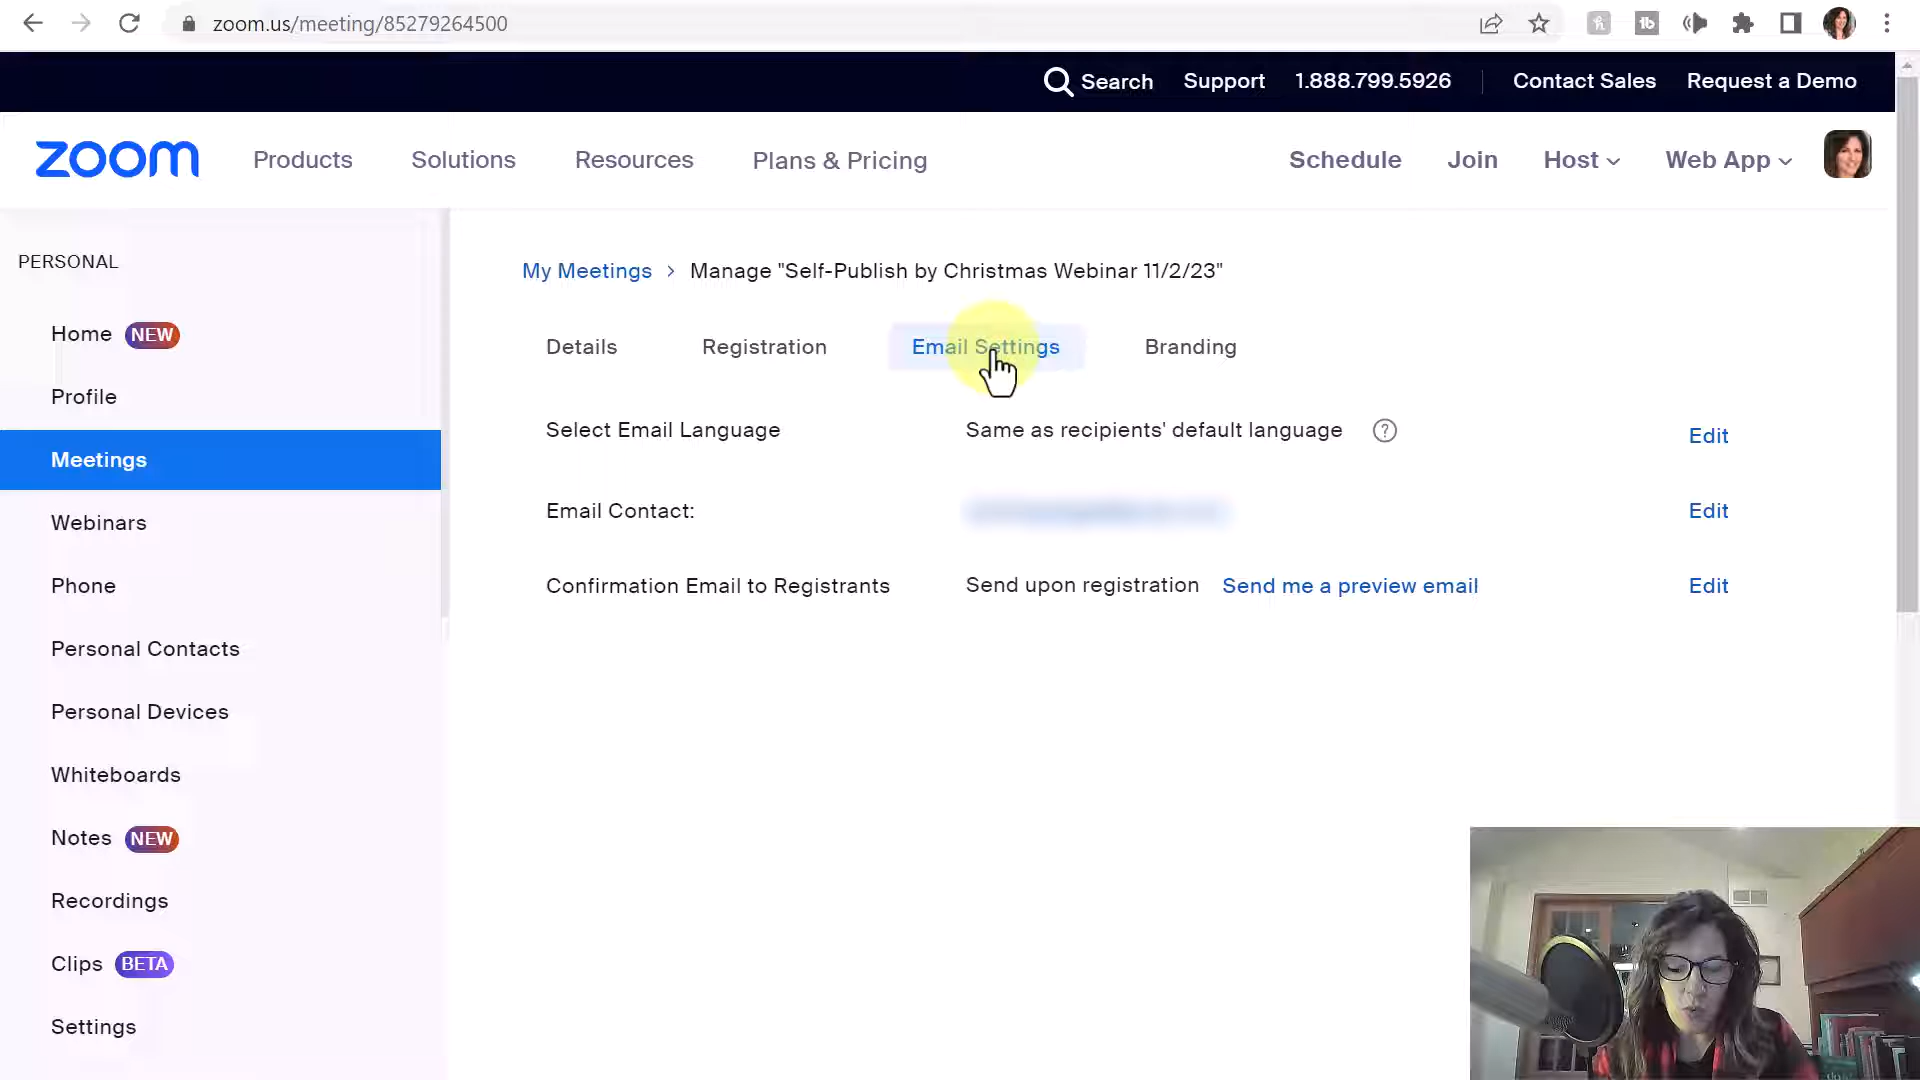 zoom.us/meeting/85279264500
Search Support 1.888.799.5926 Contact Sales Request a Demo
zoom Products Solutions Resources Plans & Pricing Schedule Join Host Web App
PERSONAL
Home NEW
Profile
Meetings
Webinars
Phone
Personal Contacts
Personal Devices
Whiteboards
Notes NEW
Recordings
Clips BETA
Settings
My Meetings > Manage "Self-Publish by Christmas Webinar 11/2/23"
Details Registration Email Settings Branding
Select Email Language Same as recipients' default language ? Edit
Email Contact: Edit
Confirmation Email to Registrants Send upon registration Send me a preview email Edit